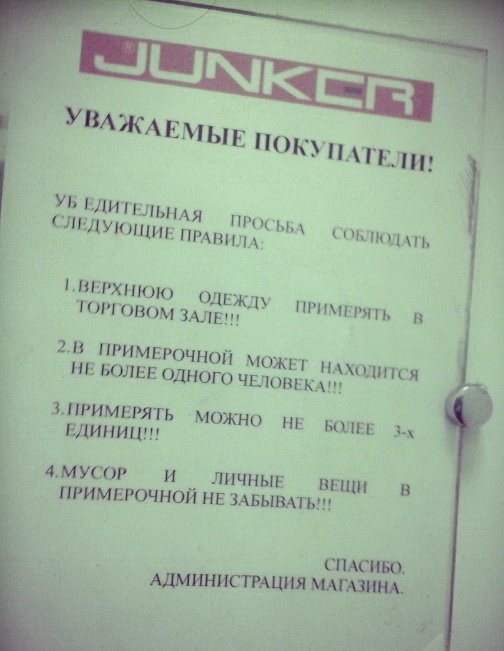 JUNKER
УВАЖАЕМЫЕ ПОКУПАТЕЛИ!
УБ ЕДИТЕЛЬНАЯ ПРОСЬБА СОБЛЮДАТЬ
СЛЕДУЮЩИЕ ПРАВИЛА:
1. ВЕРХНЮЮ ОДЕЖДУ ПРИМЕРЯТЬ В
ТОРГОВОМ ЗАЛЕ!!!
2. В ПРИМЕРОЧНОЙ МОЖЕТ НАХОДИТСЯ
НЕ БОЛЕЕ ОДНОГО ЧЕЛОВЕКА!!!
3. ПРИМЕРЯТЬ МОЖНО НЕ БОЛЕЕ 3-х
ЕДИНИЦ!!!
4. МУСОР И ЛИЧНЫЕ ВЕЩИ В
ПРИМЕРОЧНОЙ НЕ ЗАБЫВАТЬ!!!
СПАСИБО.
АДМИНИСТРАЦИЯ МАГАЗИНА.